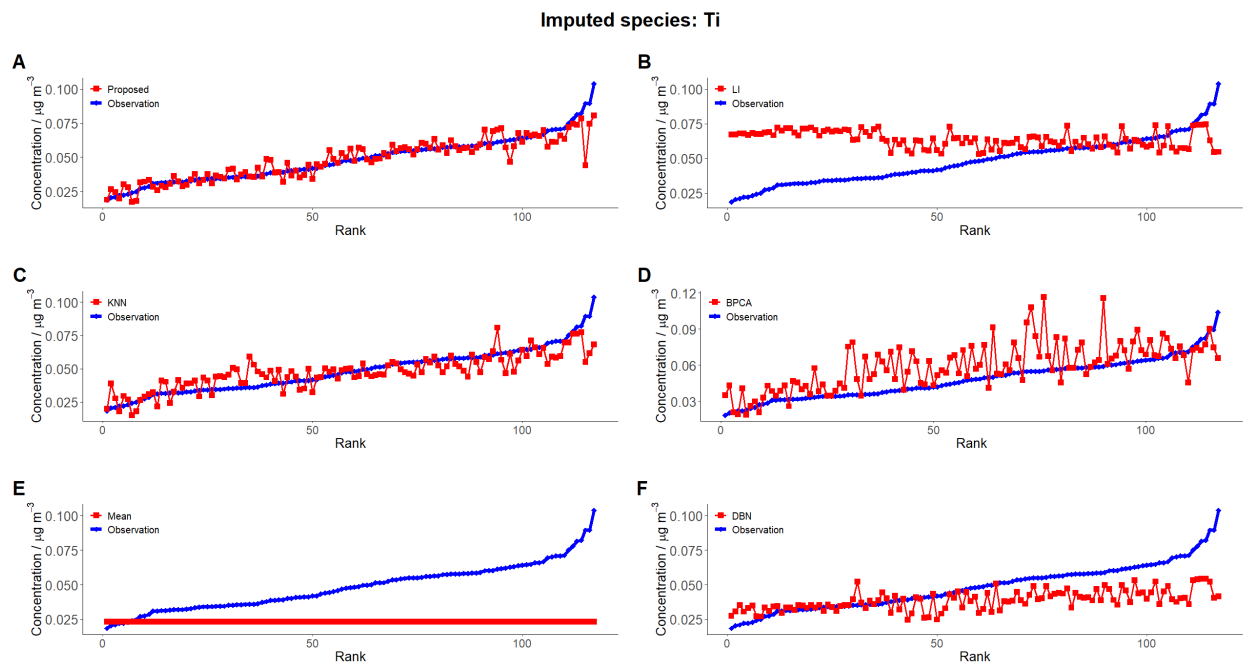 Imputed species: Ti
A
Concentration / μg m⁻³
0.100
0.075
0.050
0.025
Proposed
Observation
0
50
100
Rank
B
Concentration / μg m⁻³
0.100
0.075
0.050
0.025
LI
Observation
0
50
100
Rank
C
Concentration / μg m⁻³
0.100
0.075
0.050
0.025
KNN
Observation
0
50
100
Rank
D
Concentration / μg m⁻³
0.12
0.09
0.06
0.03
BPCA
Observation
0
50
100
Rank
E
Concentration / μg m⁻³
0.100
0.075
0.050
0.025
Mean
Observation
0
50
100
Rank
F
Concentration / μg m⁻³
0.100
0.075
0.050
0.025
DBN
Observation
0
50
100
Rank